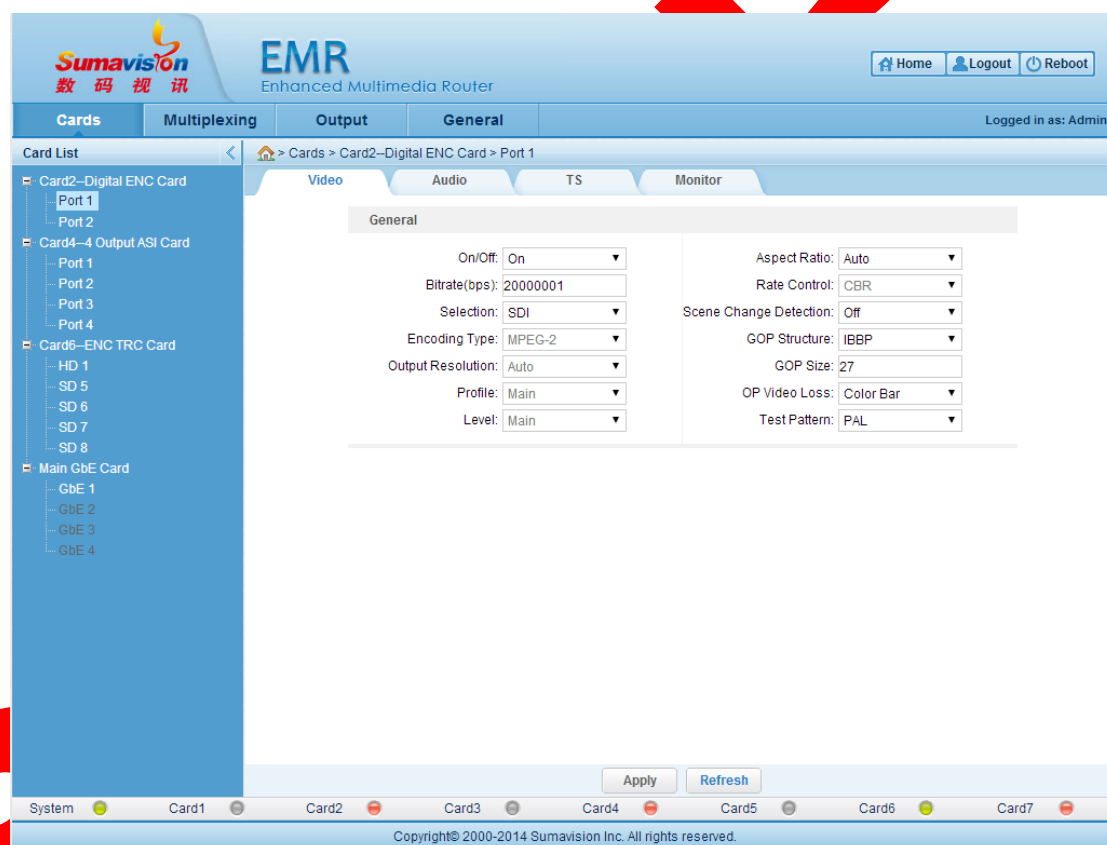 Sumavision
数 码 视 讯
EMR
Enhanced Multimedia Router
Home
Logout
Reboot
Cards
Multiplexing
Output
General
Logged in as: Admin
Card List
> Cards > Card2--Digital ENC Card > Port 1
Card2--Digital ENC Card
Port 1
Port 2
Card4--4 Output ASI Card
Port 1
Port 2
Port 3
Port 4
Card6--ENC TRC Card
HD 1
SD 5
SD 6
SD 7
SD 8
Main GbE Card
GbE 1
GbE 2
GbE 3
GbE 4
Video
Audio
TS
Monitor
General
On/Off: On
Bitrate(bps): 20000001
Selection: SDI
Encoding Type: MPEG-2
Output Resolution: Auto
Profile: Main
Level: Main
Aspect Ratio: Auto
Rate Control: CBR
Scene Change Detection: Off
GOP Structure: IBBP
GOP Size: 27
OP Video Loss: Color Bar
Test Pattern: PAL
Apply
Refresh
System
Card1
Card2
Card3
Card4
Card5
Card6
Card7
Copyright© 2000-2014 Sumavision Inc. All rights reserved.